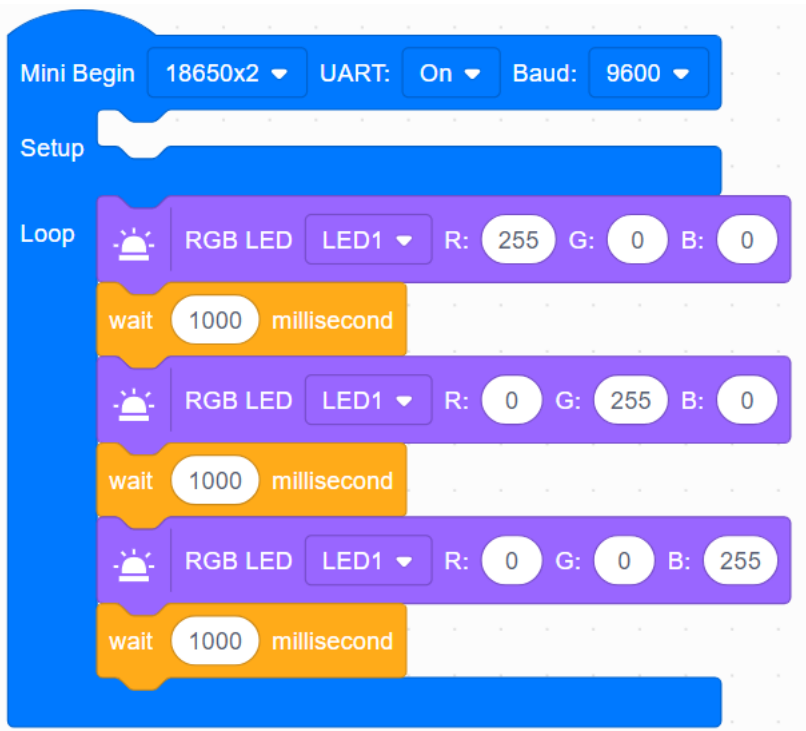 Mini Begin 18650x2 UART: On Baud: 9600
Setup
Loop RGB LED LED1 R: 255 G: 0 B: 0
wait 1000 millisecond
RGB LED LED1 R: 0 G: 255 B: 0
wait 1000 millisecond
RGB LED LED1 R: 0 G: 0 B: 255
wait 1000 millisecond